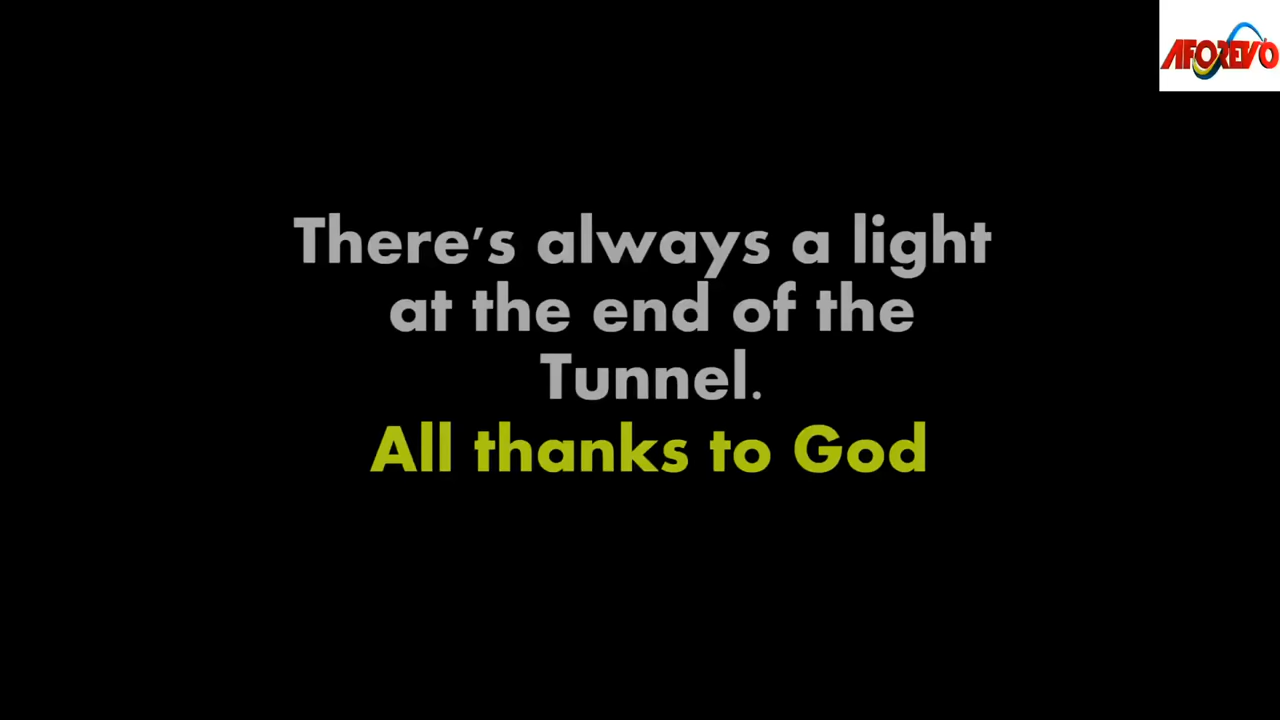 AFOREVO
There's always a light
at the end of the
Tunnel.
All thanks to God